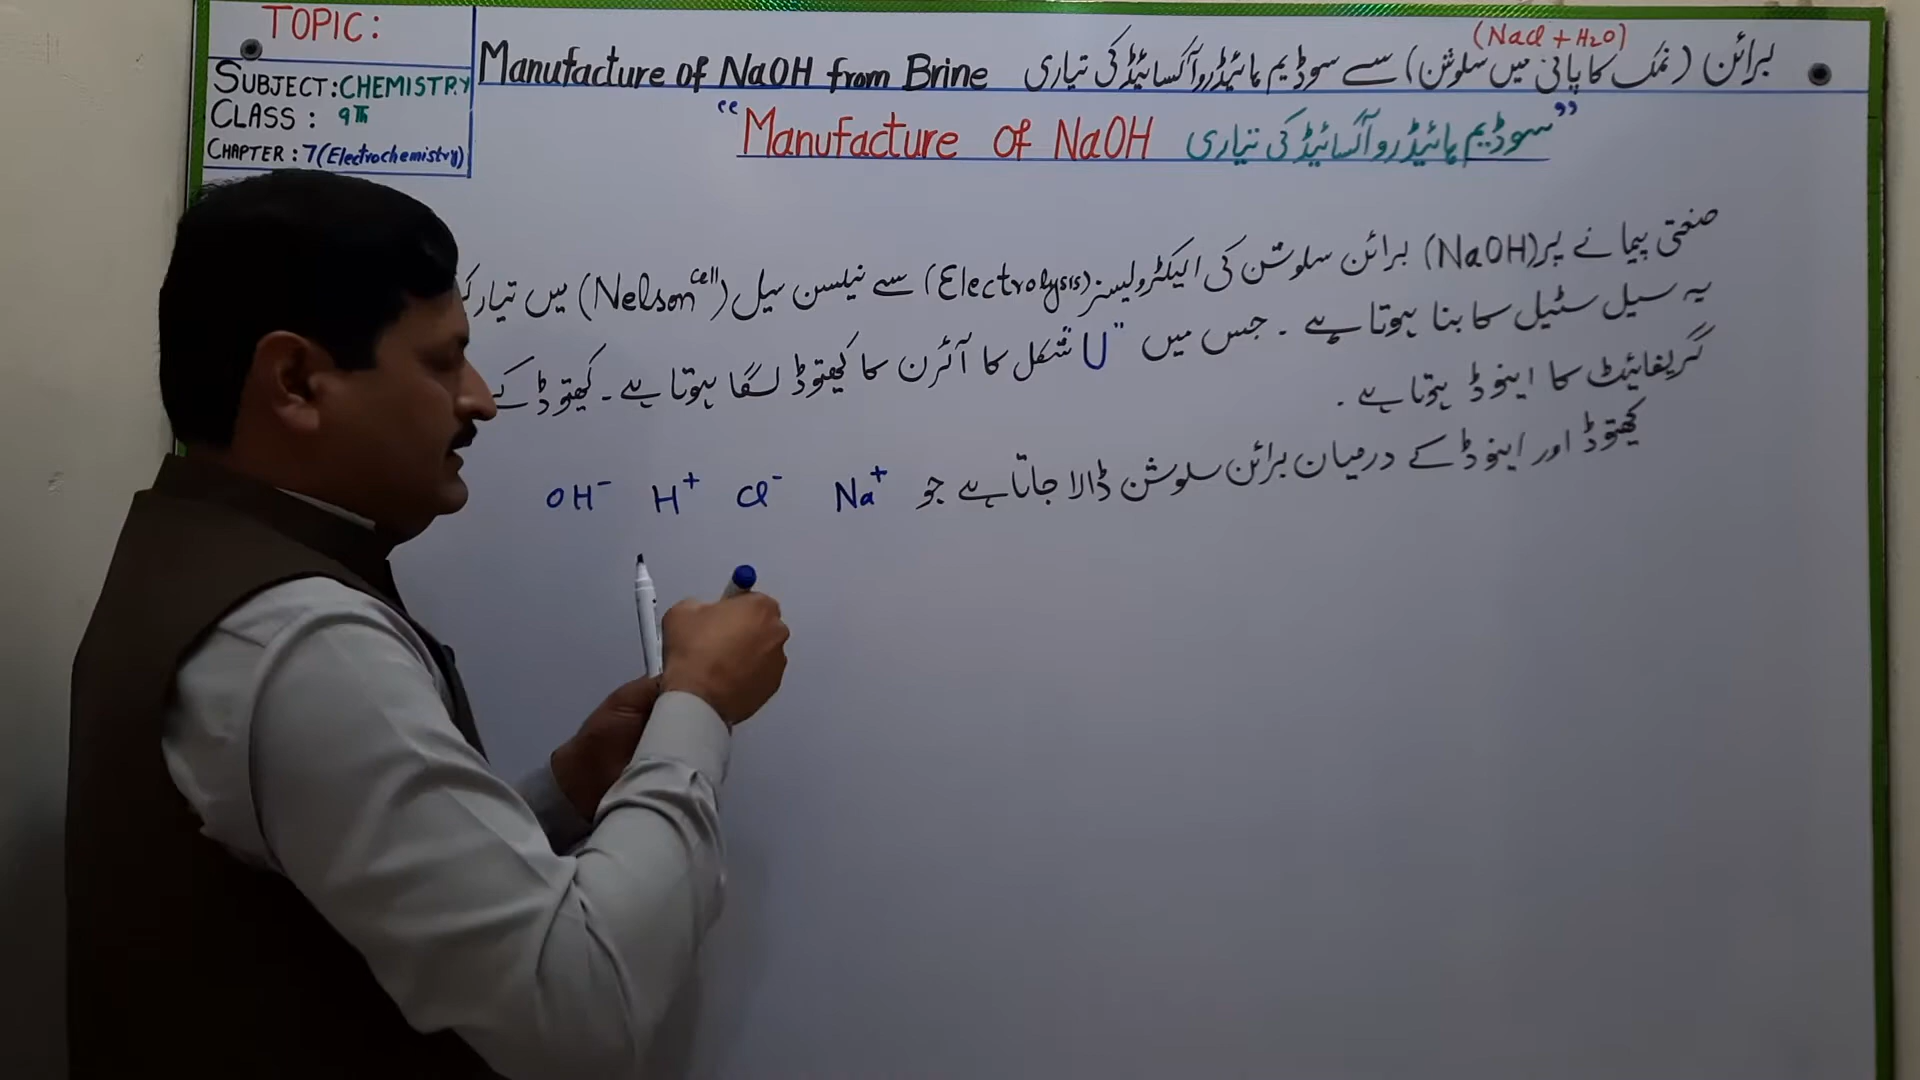 TOPIC:
SUBJECT: CHEMISTRY
CLASS: 9TH
CHAPTER: 7(Electrochemistry)
(NaCl + H2O)
Manufacture of NaOH from Brine برائن (نمک کا پانی میں سلوشن) سے سوڈیم ہائیڈروآکسائیڈ کی تیاری
“Manufacture of NaOH سوڈیم ہائیڈروآکسائیڈ کی تیاری”
صنعتی پیمانے پر (NaOH) برائن سلوشن کی الیکٹرولیسز (Electrolysis) سے نیلسن سیل (Nelson cell) میں تیار
یہ سیل سٹیل کا بنا ہوتا ہے ۔ جس میں "U" شکل کا آئرن کا کیتھوڈ لگا ہوتا ہے ۔ کیتھوڈ کے
گریفائیٹ کا اینوڈ ہوتا ہے ۔
کیتھوڈ اور اینوڈ کے درمیان برائن سلوشن ڈالا جاتا ہے جو Na+ Cl- H+ OH-